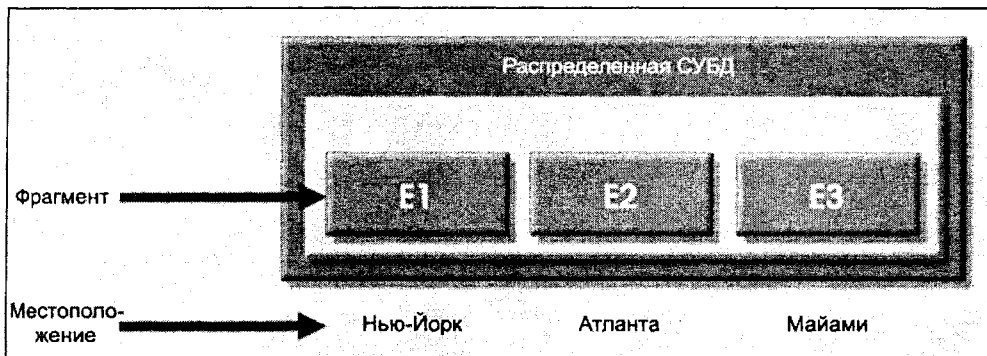 Распределенная СУБД
Фрагмент
E1
E2
E3
Местополо-
жение
Нью-Йорк
Атланта
Майами